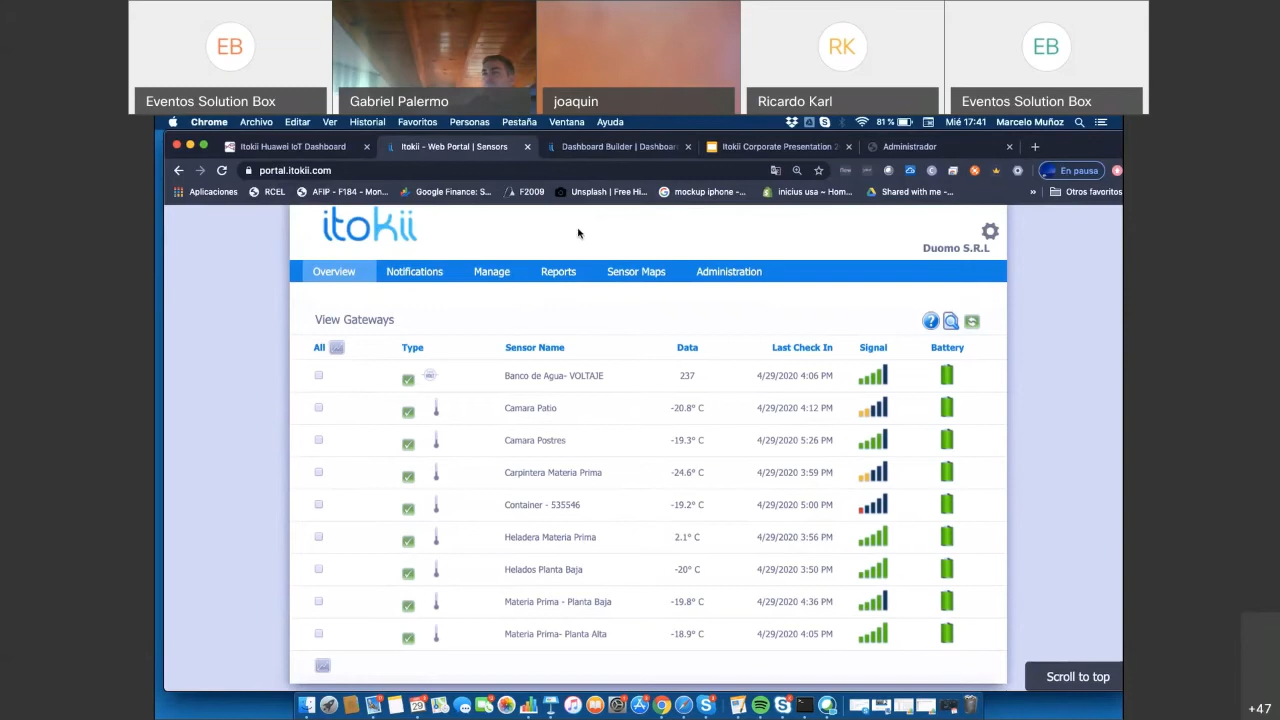 EB
RK
EB
Eventos Solution Box
Gabriel Palermo
joaquin
Ricardo Karl
Eventos Solution Box
Chrome Archivo Editar Ver Historial Favoritos Personas Pestaña Ventana Ayuda 81 % Mié 17:41 Marcelo Muñoz
Itokii Huawei IoT Dashboard
Itokii - Web Portal | Sensors
Dashboard Builder | Dashboa
Itokii Corporate Presentation 2
Administrador
portal.itokii.com
En pausa
Aplicaciones RCEL AFIP - F184 - Mon... Google Finance: S... F2009 Unsplash | Free Hi... mockup iphone -... inicius usa ~ Hom... Shared with me -... » Otros favoritos
itokii
Duomo S.R.L
Overview Notifications Manage Reports Sensor Maps Administration
View Gateways
All Type Sensor Name Data Last Check In Signal Battery
Banco de Agua- VOLTAJE 237 4/29/2020 4:06 PM
Camara Patio -20.8° C 4/29/2020 4:12 PM
Camara Postres -19.3° C 4/29/2020 5:26 PM
Carpintera Materia Prima -24.6° C 4/29/2020 3:59 PM
Container - 535546 -19.2° C 4/29/2020 5:00 PM
Heladera Materia Prima 2.1° C 4/29/2020 3:56 PM
Helados Planta Baja -20° C 4/29/2020 3:50 PM
Materia Prima - Planta Baja -19.8° C 4/29/2020 4:36 PM
Materia Prima- Planta Alta -18.9° C 4/29/2020 4:05 PM
Scroll to top
+47